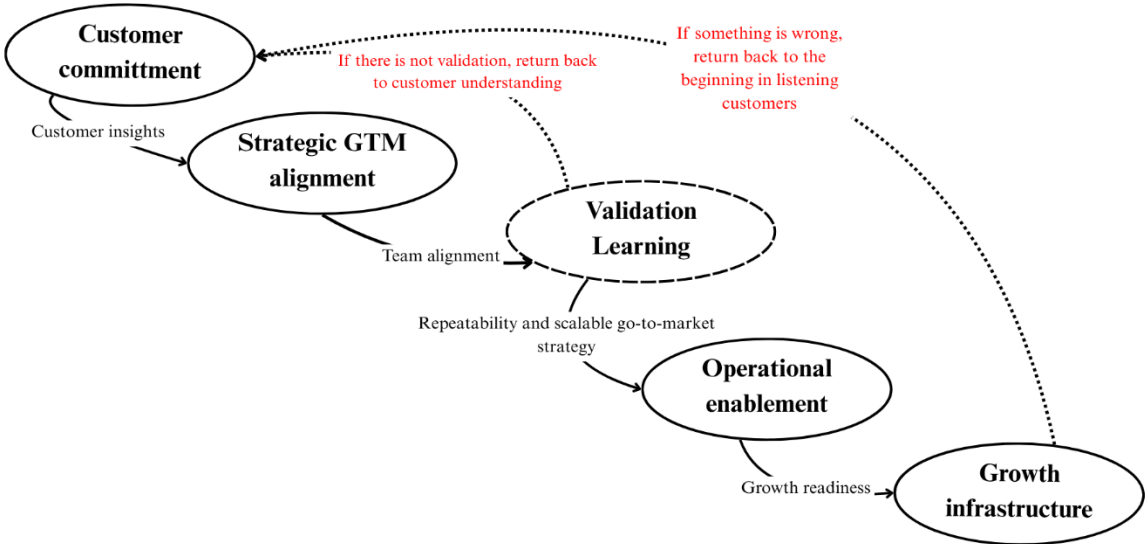 Customer
committment
If there is not validation, return back
to customer understanding
If something is wrong,
return back to the
beginning in listening
customers
Customer insights
Strategic GTM
alignment
Team alignment
Validation
Learning
Repeatability and scalable go-to-market
strategy
Operational
enablement
Growth readiness
Growth
infrastructure